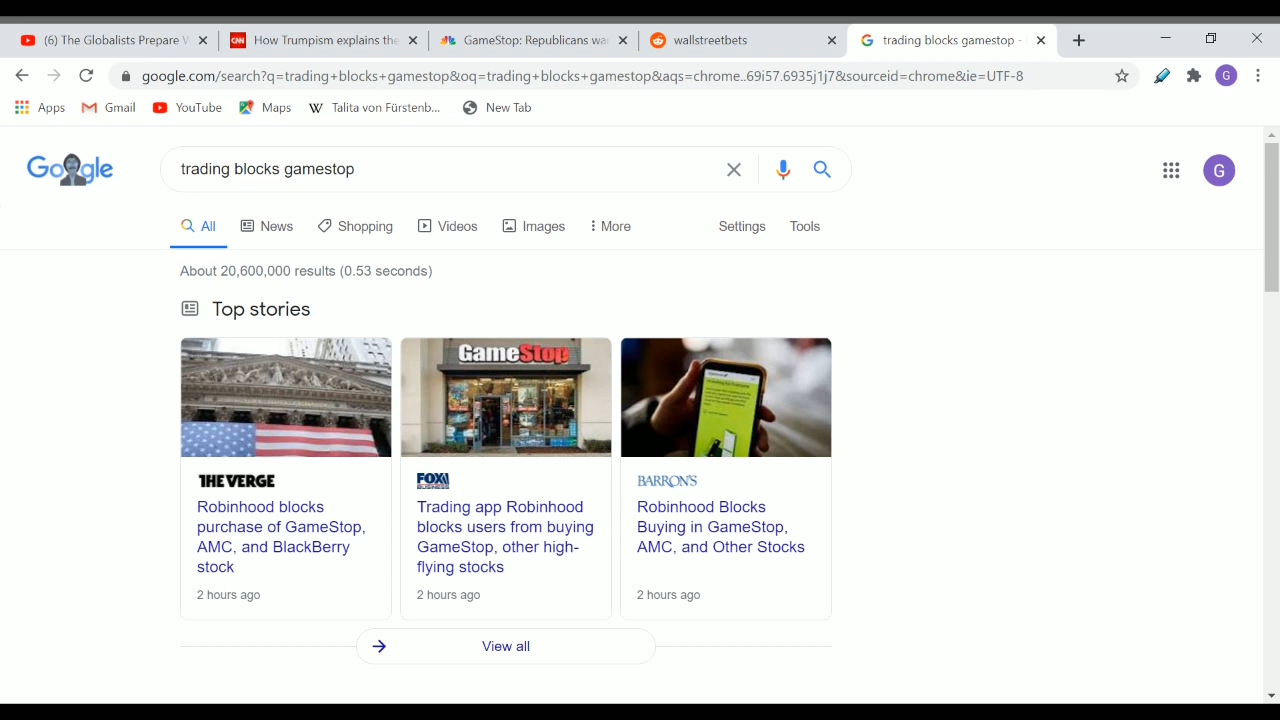 (6) The Globalists Prepare W
CNN How Trumpism explains the
GameStop: Republicans wa
wallstreetbets
trading blocks gamestop -
google.com/search?q=trading+blocks+gamestop&oq=trading+blocks+gamestop&aqs=chrome..69i57.6935j1j7&sourceid=chrome&ie=UTF-8
G
Apps Gmail YouTube Maps W Talita von Fürstenb... New Tab
Google trading blocks gamestop G
All News Shopping Videos Images More Settings Tools
About 20,600,000 results (0.53 seconds)
Top stories
GameStop
THE VERGE
Robinhood blocks
purchase of GameStop,
AMC, and BlackBerry
stock
2 hours ago
FOX
BUSINESS
Trading app Robinhood
blocks users from buying
GameStop, other high-
flying stocks
2 hours ago
BARRON'S
Robinhood Blocks
Buying in GameStop,
AMC, and Other Stocks
2 hours ago
View all